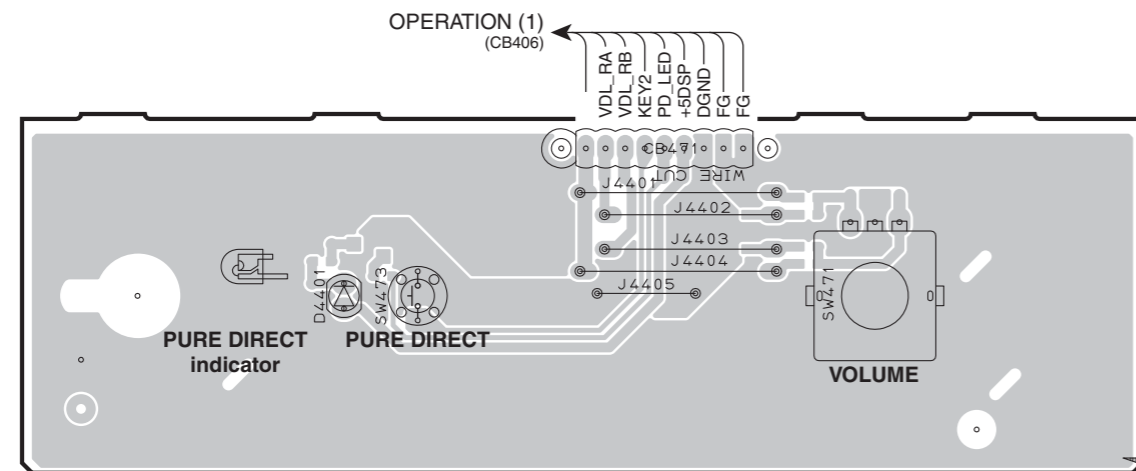 OPERATION (1)
(CB406)
VDL_RA
VDL_RB
KEY2
PD_LED
+5DSP
DGND
FG
FG
CB471
WIRE CUT
J4401
J4402
J4403
J4404
J4405
D4401
SW473
SW471
PURE DIRECT
indicator
PURE DIRECT
VOLUME